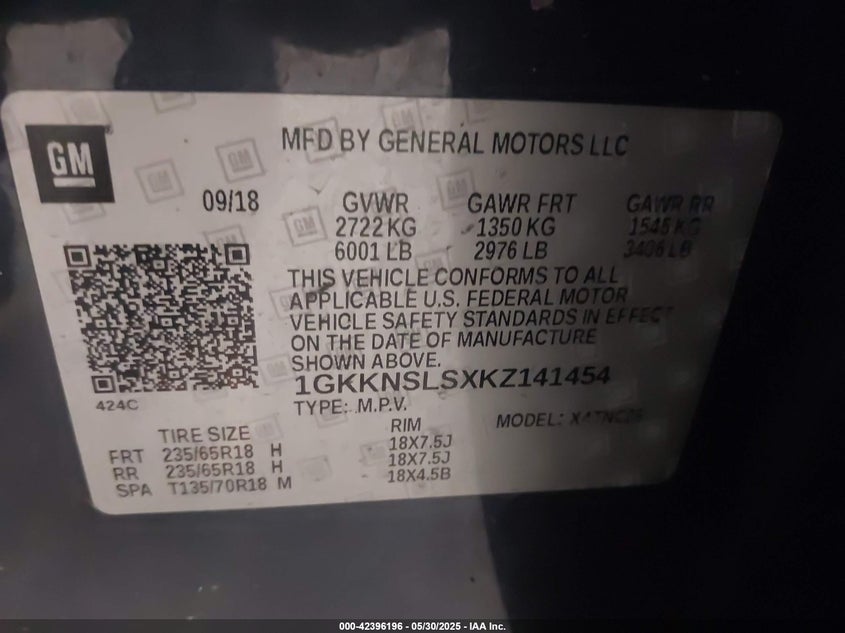 GM
MFD BY GENERAL MOTORS LLC
09/18
GVWR GAWR FRT GAWR RR
2722 KG 1350 KG 1545 KG
6001 LB 2976 LB 3406 LB
THIS VEHICLE CONFORMS TO ALL
APPLICABLE U.S. FEDERAL MOTOR
VEHICLE SAFETY STANDARDS IN EFFECT
ON THE DATE OF MANUFACTURE
SHOWN ABOVE.
1GKKNSLSXKZ141454
424C
TYPE: M.P.V.
MODEL:
TIRE SIZE RIM
FRT 235/65R18 H 18X7.5J
RR 235/65R18 H 18X7.5J
SPA T135/70R18 M 18X4.5B
000-42396196 - 05/30/2025 - IAA Inc.